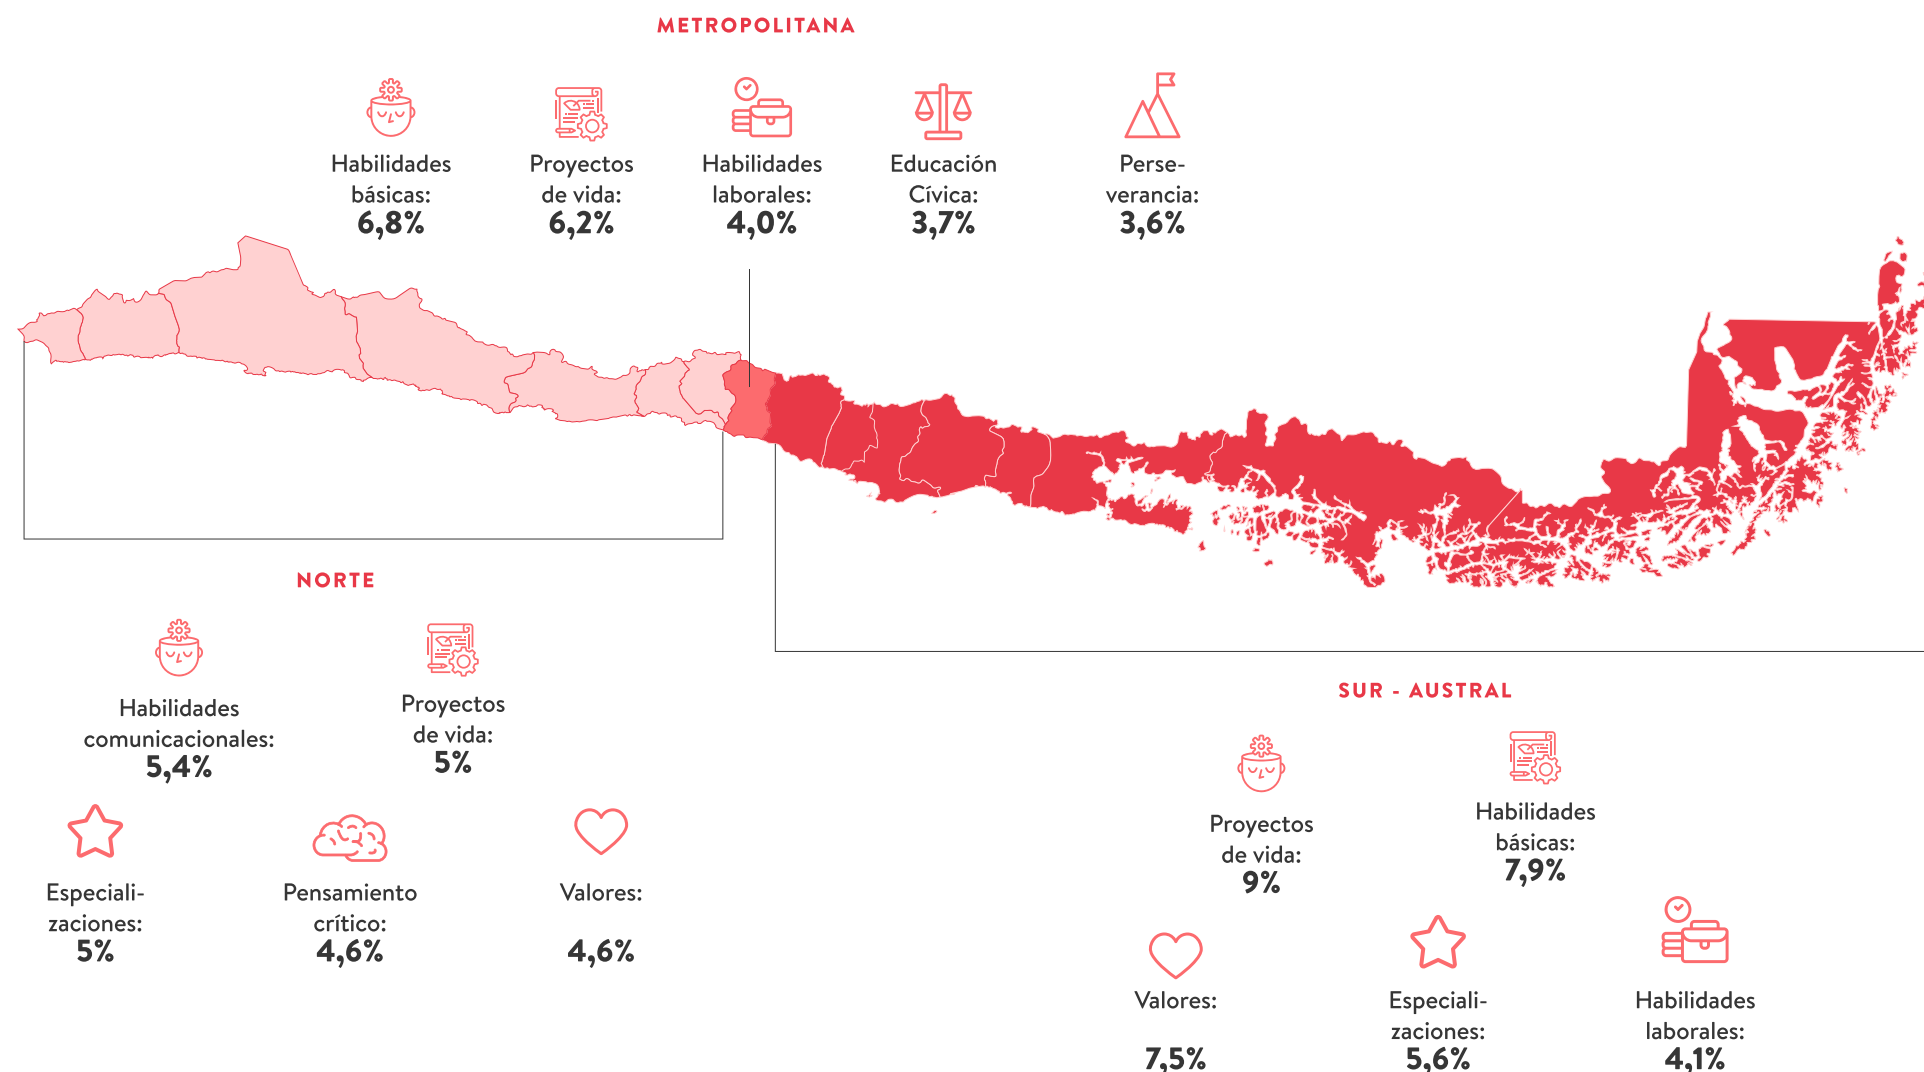 METROPOLITANA
Habilidades
básicas:
6,8%
Proyectos
de vida:
6,2%
Habilidades
laborales:
4,0%
Educación
Cívica:
3,7%
Perse-
verancia:
3,6%
NORTE
Habilidades
comunicacionales:
5,4%
Proyectos
de vida:
5%
Especiali-
zaciones:
5%
Pensamiento
crítico:
4,6%
Valores:
4,6%
SUR - AUSTRAL
Proyectos
de vida:
9%
Habilidades
básicas:
7,9%
Valores:
7,5%
Especiali-
zaciones:
5,6%
Habilidades
laborales:
4,1%